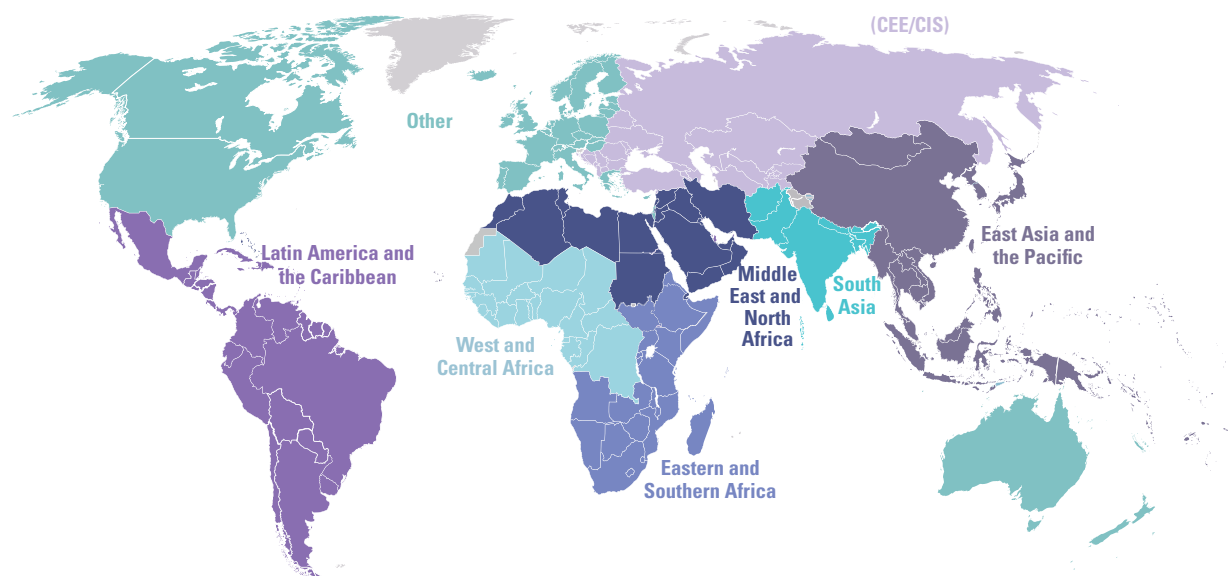 (CEE/CIS)
Other
Latin America and
the Caribbean
East Asia and
the Pacific
Middle
East and
North
Africa
South
Asia
West and
Central Africa
Eastern and
Southern Africa